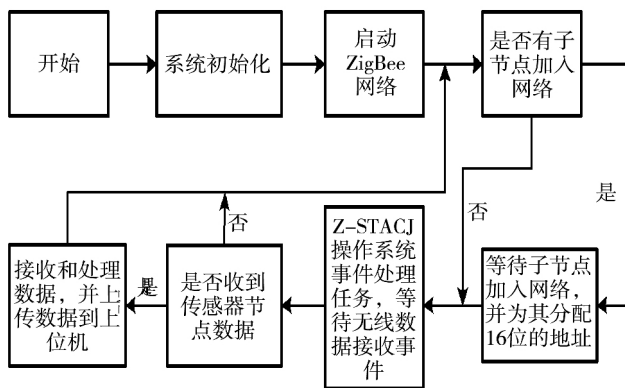 开始
系统初始化
启动
ZigBee
网络
是否有子
节点加入
网络
是
否
否
接收和处理
数据，并上
传数据到上
位机
是
是否收到
传感器节
点数据
Z-STACJ
操作系统
事件处理
任务，等
待无线数
据接收事
件
等待子节点
加入网络，
并为其分配
16位的地址